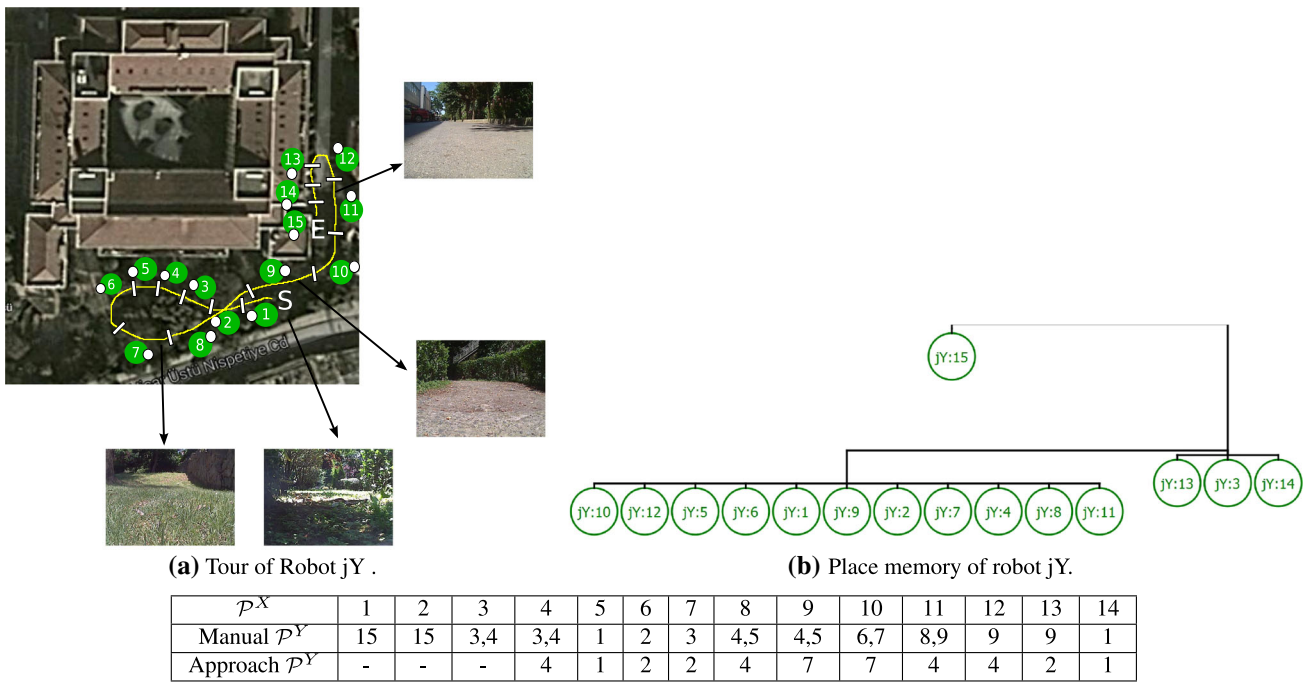 13
12
14
11
15
E
5
4
9
10
6
3
S
1
2
7
8
Üstü Nispetiye Cd
ü
jY:15
jY:13
jY:3
jY:14
jY:10
jY:12
jY:5
jY:6
jY:1
jY:9
jY:2
jY:7
jY:4
jY:8
jY:11
(a) Tour of Robot jY .
(b) Place memory of robot jY.
𝒫^X 1 2 3 4 5 6 7 8 9 10 11 12 13 14
Manual 𝒫^Y 15 15 3,4 3,4 1 2 3 4,5 4,5 6,7 8,9 9 9 1
Approach 𝒫^Y - - - 4 1 2 2 4 7 7 4 4 2 1